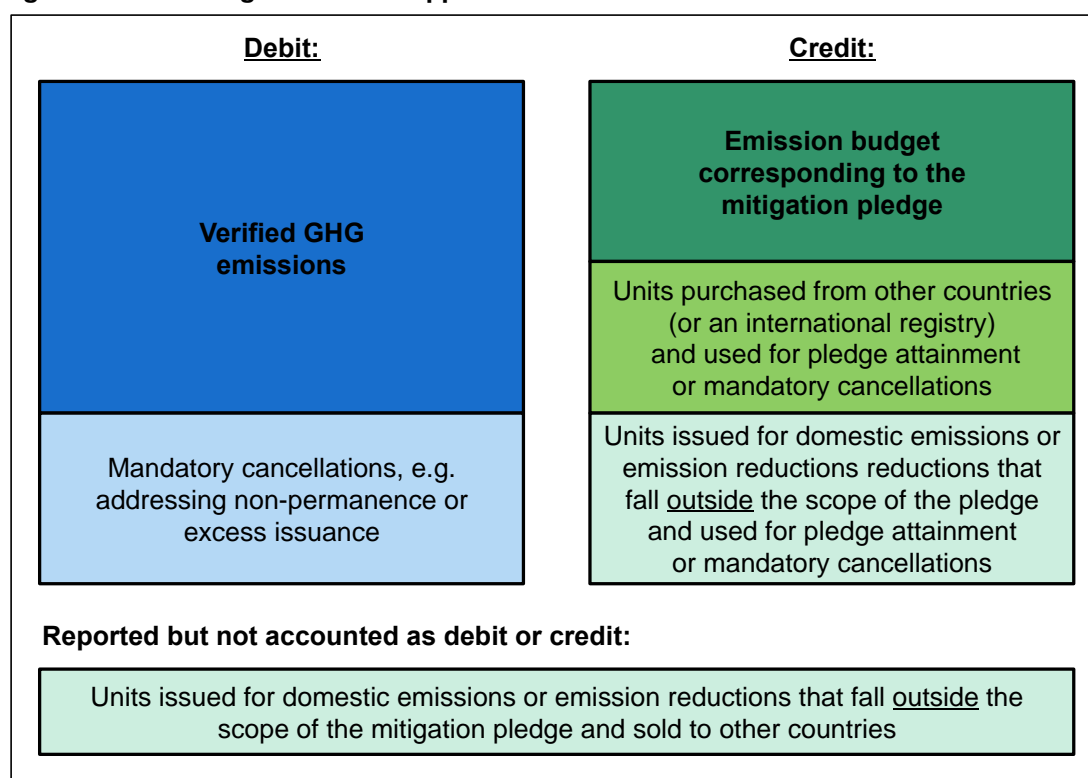 Debit:
Credit:
Verified GHG
emissions
Mandatory cancellations, e.g.
addressing non-permanence or
excess issuance
Emission budget
corresponding to the
mitigation pledge
Units purchased from other countries
(or an international registry)
and used for pledge attainment
or mandatory cancellations
Units issued for domestic emissions or
emission reductions reductions that
fall outside the scope of the pledge
and used for pledge attainment
or mandatory cancellations
Reported but not accounted as debit or credit:
Units issued for domestic emissions or emission reductions that fall outside the
scope of the mitigation pledge and sold to other countries